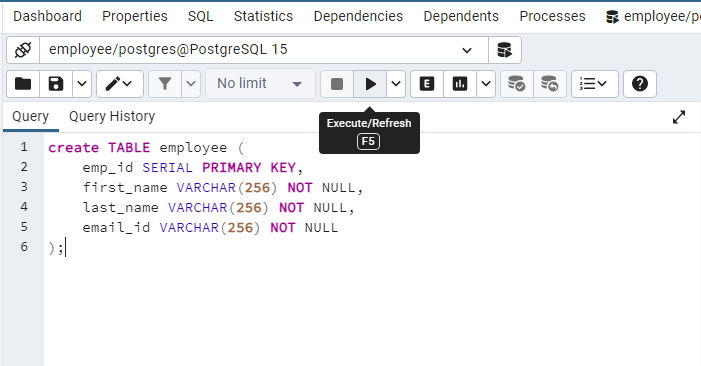 Dashboard Properties SQL Statistics Dependencies Dependents Processes employee/po
employee/postgres@PostgreSQL 15
No limit E
Query Query History
Execute/Refresh
F5
1 create TABLE employee (
2 emp_id SERIAL PRIMARY KEY,
3 first_name VARCHAR(256) NOT NULL,
4 last_name VARCHAR(256) NOT NULL,
5 email_id VARCHAR(256) NOT NULL
6 );